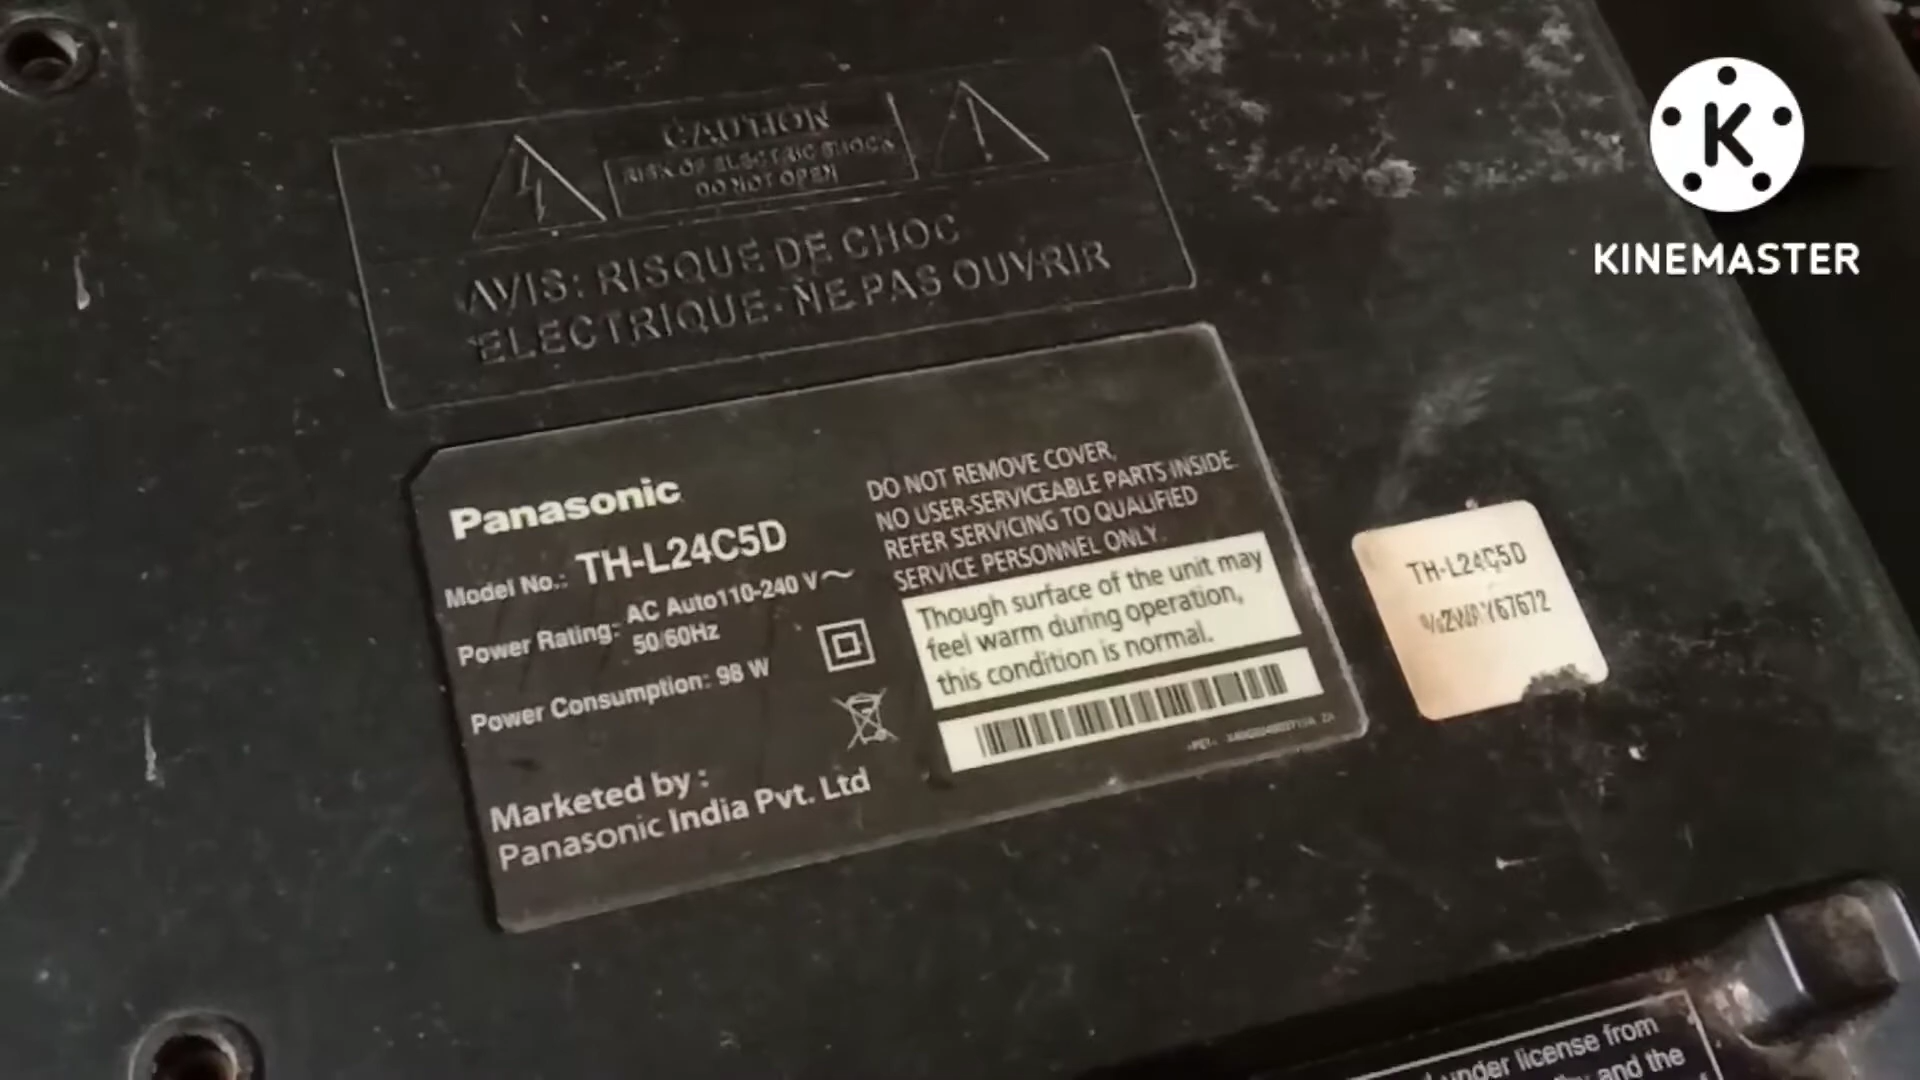 K
KINEMASTER
CAUTION
RISK OF ELECTRIC SHOCK
DO NOT OPEN
AVIS: RISQUE DE CHOC
ELECTRIQUE- NE PAS OUVRIR
Panasonic
Model No.: TH-L24C5D
Power Rating: AC Auto110-240 V～
50/60Hz
Power Consumption: 98 W
Marketed by :
Panasonic India Pvt. Ltd
DO NOT REMOVE COVER,
NO USER-SERVICEABLE PARTS INSIDE.
REFER SERVICING TO QUALIFIED
SERVICE PERSONNEL ONLY.
Though surface of the unit may
feel warm during operation,
this condition is normal.
TH-L24C5D
Y67672
under license from
and the